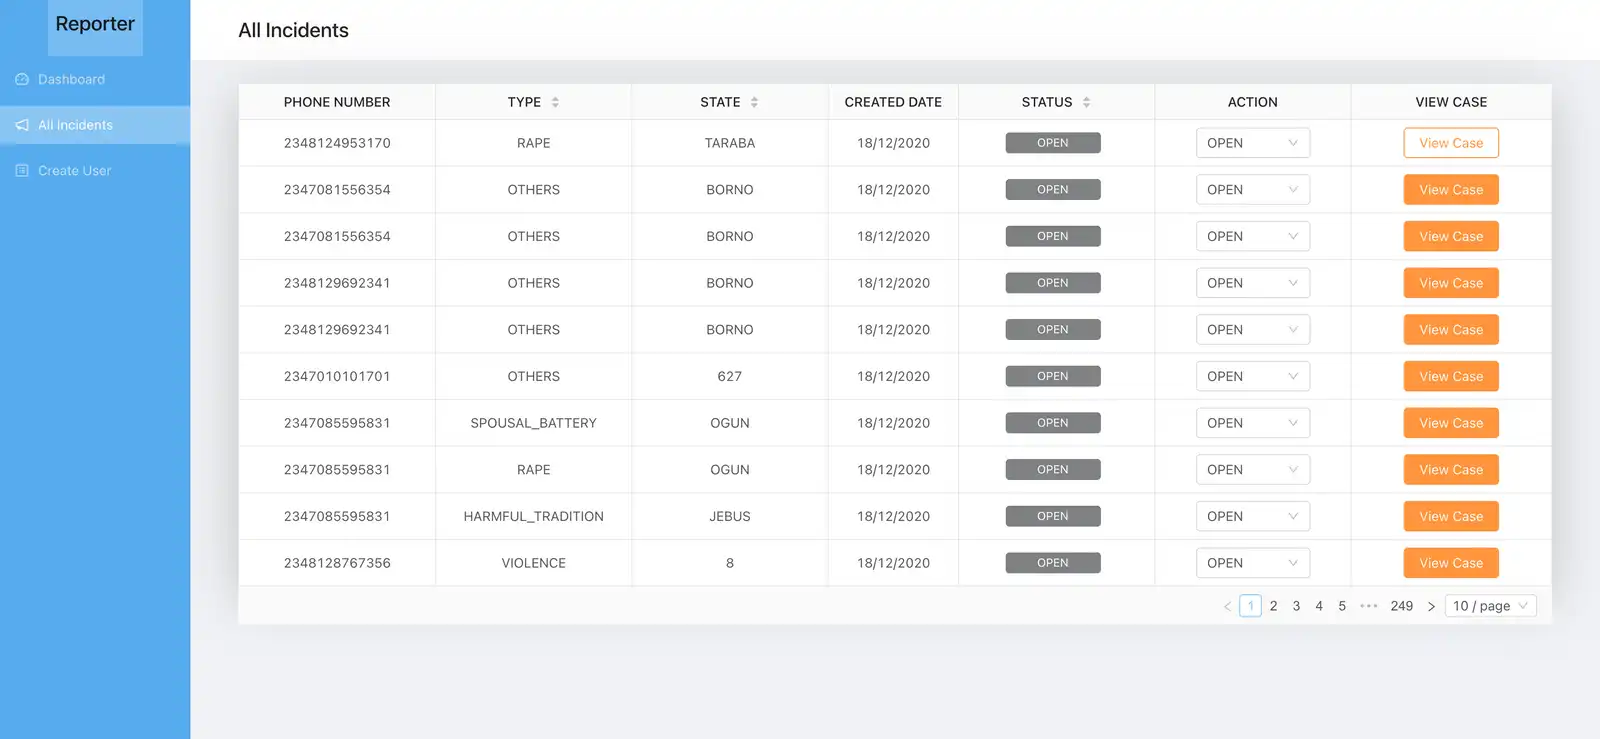 Reporter
All Incidents
Dashboard
All Incidents
Create User
PHONE NUMBER TYPE STATE CREATED DATE STATUS ACTION VIEW CASE
2348124953170 RAPE TARABA 18/12/2020 OPEN OPEN View Case
2347081556354 OTHERS BORNO 18/12/2020 OPEN OPEN View Case
2347081556354 OTHERS BORNO 18/12/2020 OPEN OPEN View Case
2348129692341 OTHERS BORNO 18/12/2020 OPEN OPEN View Case
2348129692341 OTHERS BORNO 18/12/2020 OPEN OPEN View Case
2347010101701 OTHERS 627 18/12/2020 OPEN OPEN View Case
2347085595831 SPOUSAL_BATTERY OGUN 18/12/2020 OPEN OPEN View Case
2347085595831 RAPE OGUN 18/12/2020 OPEN OPEN View Case
2347085595831 HARMFUL_TRADITION JEBUS 18/12/2020 OPEN OPEN View Case
2348128767356 VIOLENCE 8 18/12/2020 OPEN OPEN View Case
< 1 2 3 4 5 ••• 249 > 10 / page